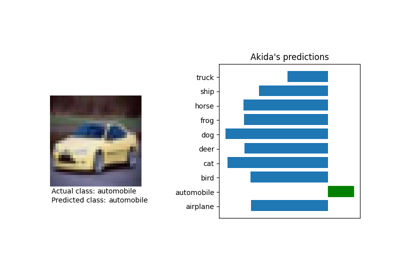 Akida's predictions
truck
ship
horse
frog
dog
deer
cat
bird
automobile
airplane
Actual class: automobile
Predicted class: automobile